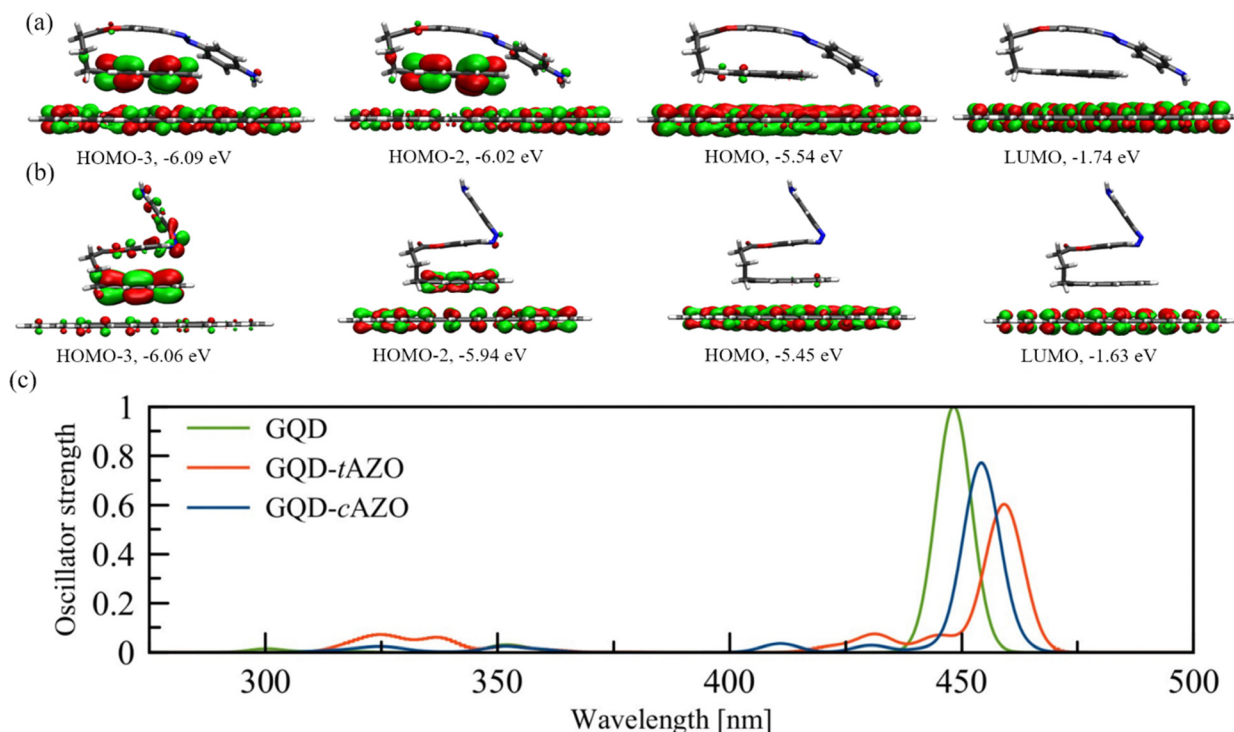 (a)
HOMO-3, -6.09 eV HOMO-2, -6.02 eV HOMO, -5.54 eV LUMO, -1.74 eV
(b)
HOMO-3, -6.06 eV HOMO-2, -5.94 eV HOMO, -5.45 eV LUMO, -1.63 eV
(c)
Oscillator strength
1
0.8
0.6
0.4
0.2
0
GQD
GQD-tAZO
GQD-cAZO
300 350 400 450 500
Wavelength [nm]